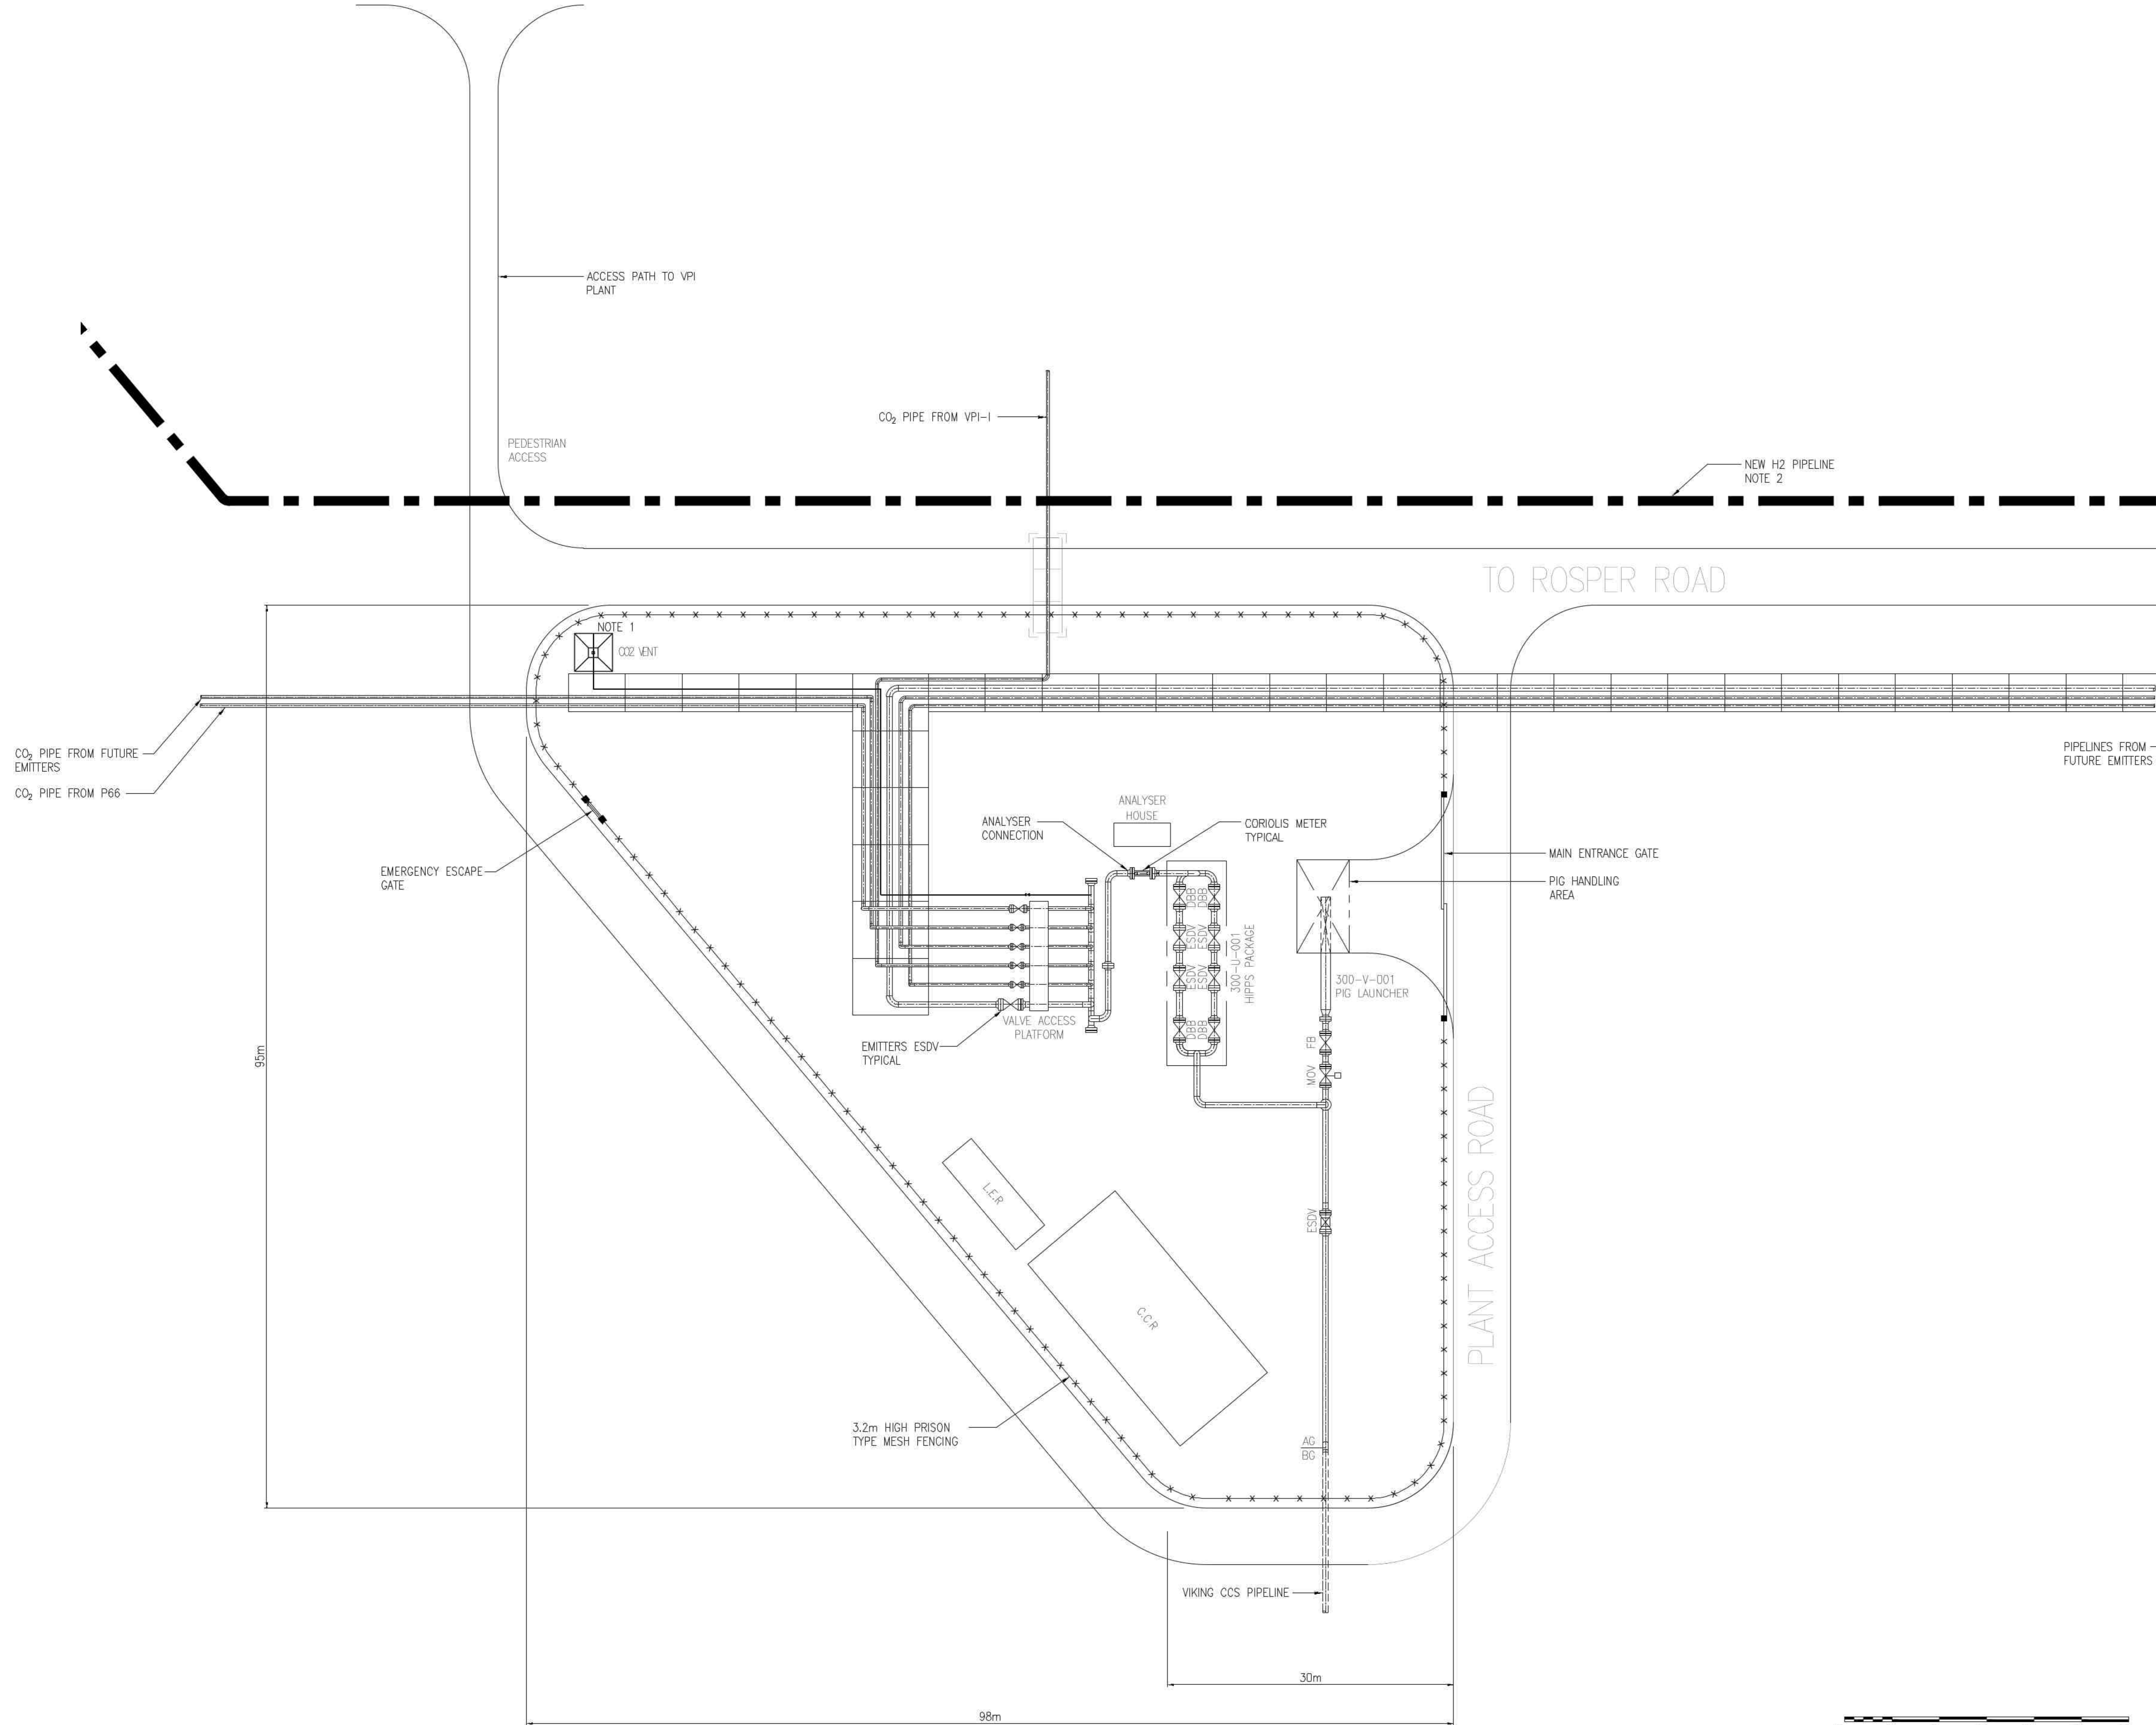 ACCESS PATH TO VPI
PLANT
CO₂ PIPE FROM VPI-I
PEDESTRIAN
ACCESS
NEW H2 PIPELINE
NOTE 2
TO ROSPER ROAD
NOTE 1
CO2 VENT
CO₂ PIPE FROM FUTURE
EMITTERS
CO₂ PIPE FROM P66
PIPELINES FROM
FUTURE EMITTERS
ANALYSER
HOUSE
ANALYSER
CONNECTION
CORIOLIS METER
TYPICAL
MAIN ENTRANCE GATE
PIG HANDLING
AREA
EMERGENCY ESCAPE
GATE
DBB
DBB
ESDV
ESDV
ESDV
ESDV
DBB
DBB
300-U-001
HIPPS PACKAGE
300-V-001
PIG LAUNCHER
VALVE ACCESS
PLATFORM
EMITTERS ESDV
TYPICAL
FB
MOV
95m
PLANT ACCESS ROAD
L.E.R
ESDV
C.C.R
3.2m HIGH PRISON
TYPE MESH FENCING
AG
BG
VIKING CCS PIPELINE
30m
98m